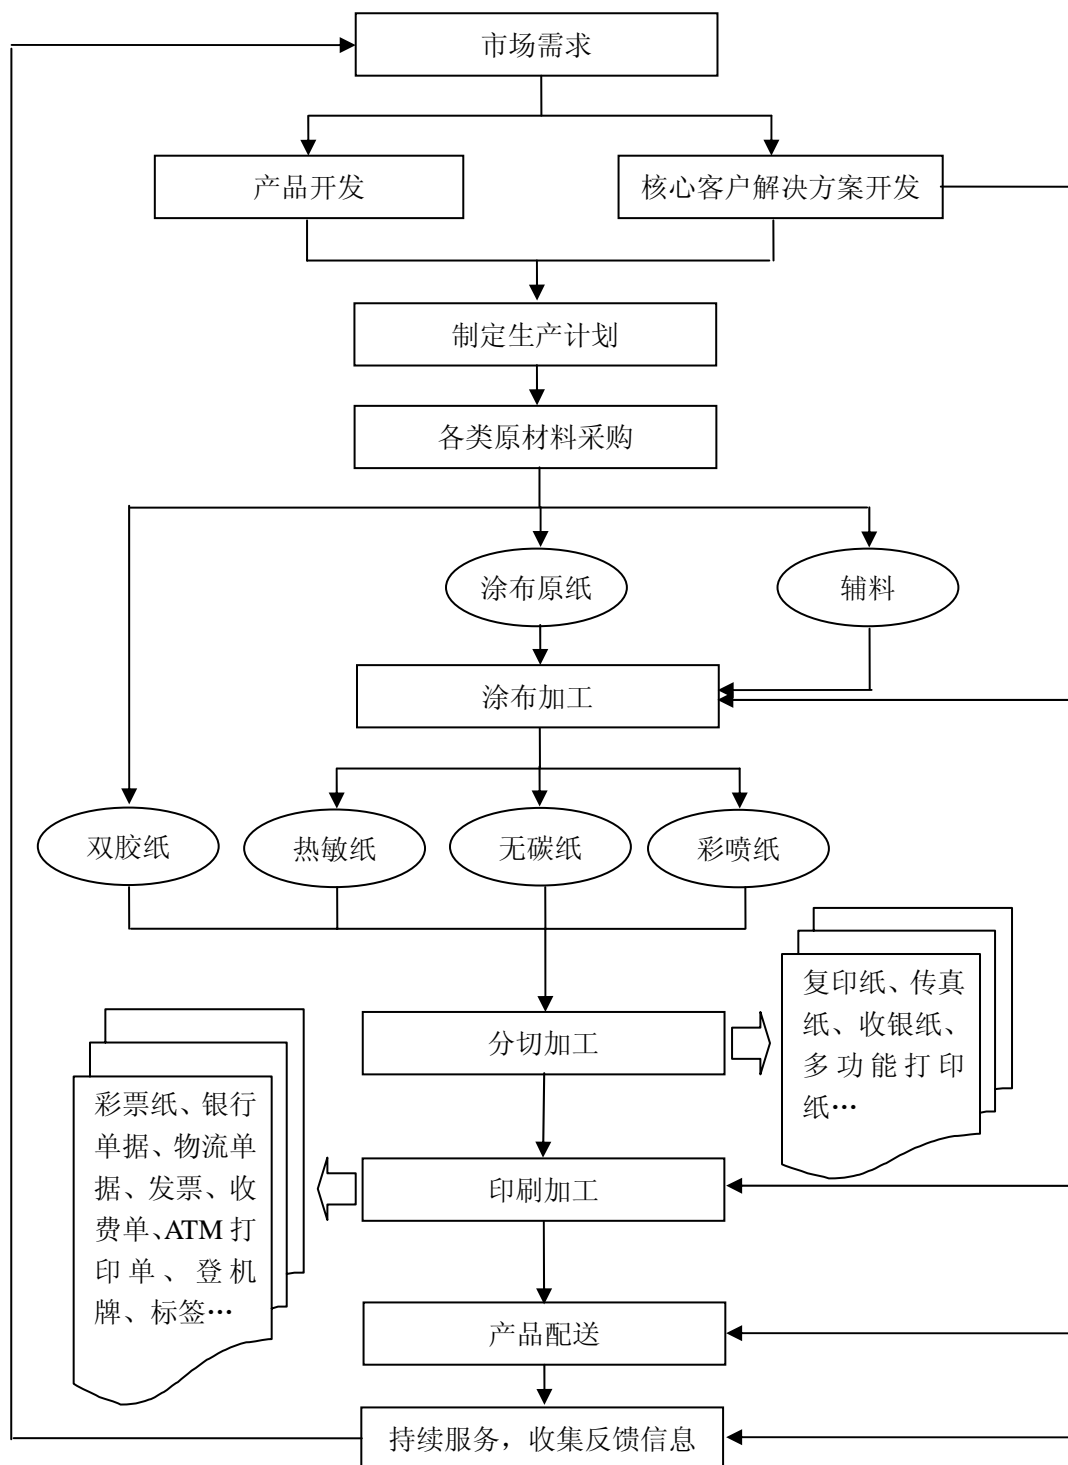 市场需求
产品开发
核心客户解决方案开发
制定生产计划
各类原材料采购
涂布原纸
辅料
涂布加工
双胶纸
热敏纸
无碳纸
彩喷纸
复印纸、传真
纸、收银纸、
多功能打印
纸…
分切加工
彩票纸、银行
单据、物流单
据、发票、收
费单、ATM 打
印单、登机
牌、标签…
印刷加工
产品配送
持续服务，收集反馈信息